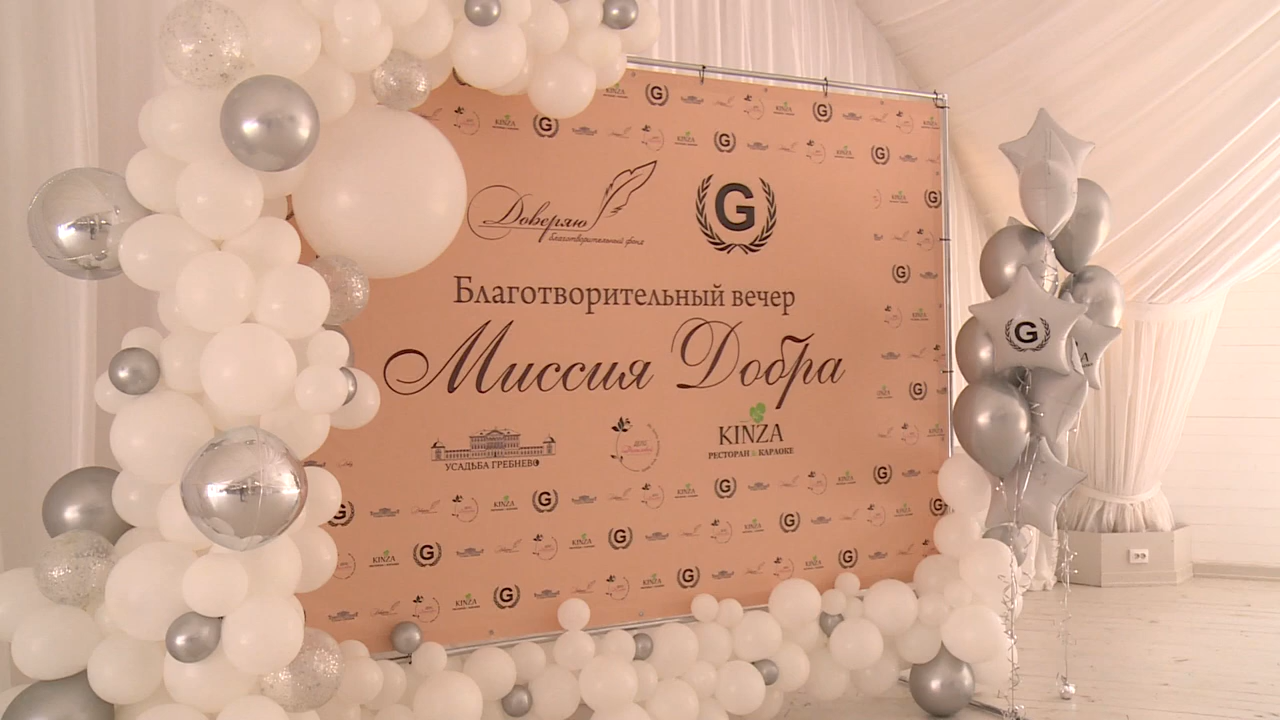 Доверяю
благотворительный фонд
G
Благотворительный вечер
Миссия Добра
УСАДЬБА ГРЕБНЕВО
KINZA
РЕСТОРАН & КАРАОКЕ
G